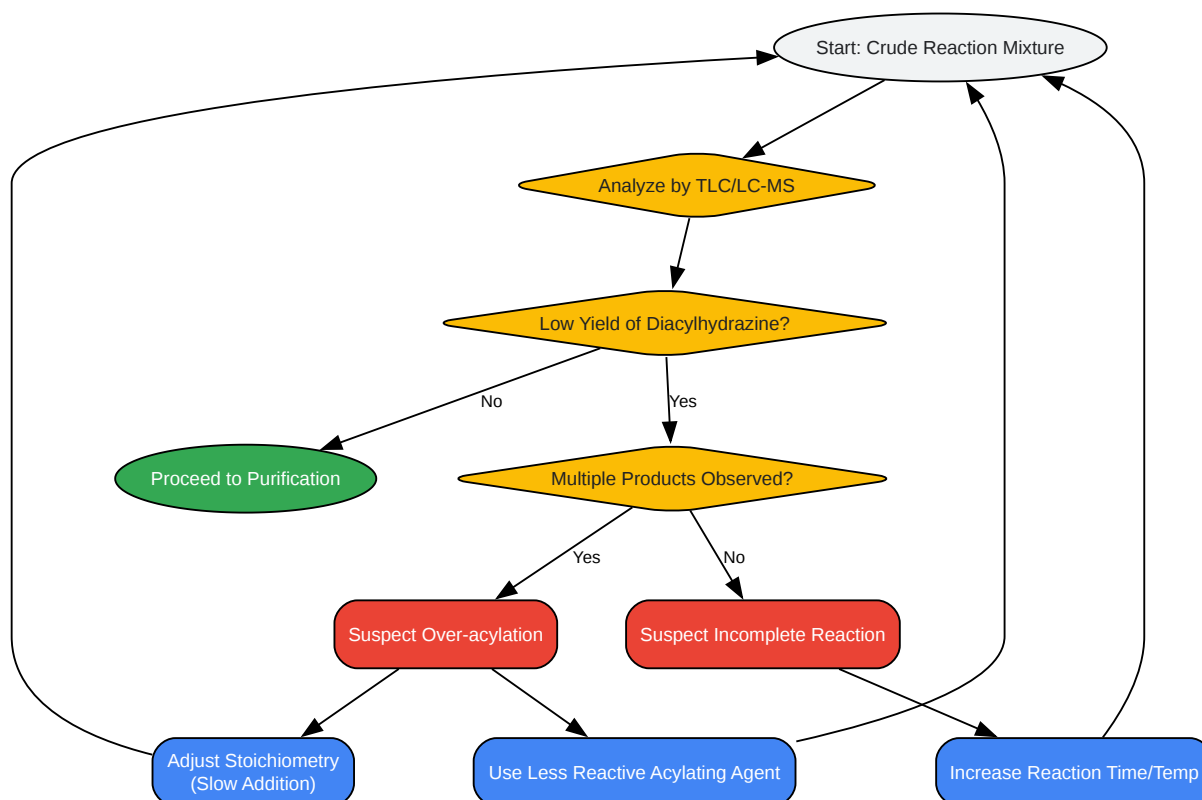 Start: Crude Reaction Mixture
Analyze by TLC/LC-MS
Low Yield of Diacylhydrazine?
No
Yes
Proceed to Purification
Multiple Products Observed?
Yes
No
Suspect Over-acylation
Suspect Incomplete Reaction
Adjust Stoichiometry
(Slow Addition)
Use Less Reactive Acylating Agent
Increase Reaction Time/Temp